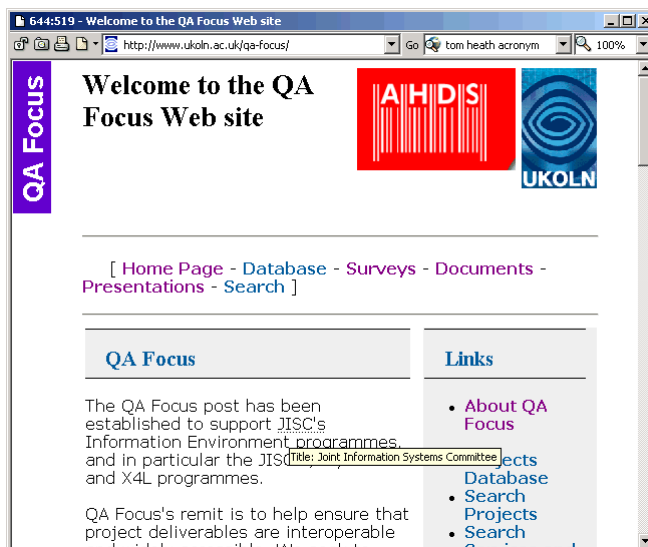 644:519 - Welcome to the QA Focus Web site
http://www.ukoln.ac.uk/qa-focus/
Go
tom heath acronym
100%
QA Focus
Welcome to the QA
Focus Web site
AHDS
UKOLN
[ Home Page - Database - Surveys - Documents -
Presentations - Search ]
QA Focus
The QA Focus post has been
established to support JISC's
Information Environment programmes,
Title: Joint Information Systems Committee
and in particular the JISC
and X4L programmes.
QA Focus's remit is to help ensure that
project deliverables are interoperable
Links
• About QA
Focus
Database
• Search
Projects
• Search